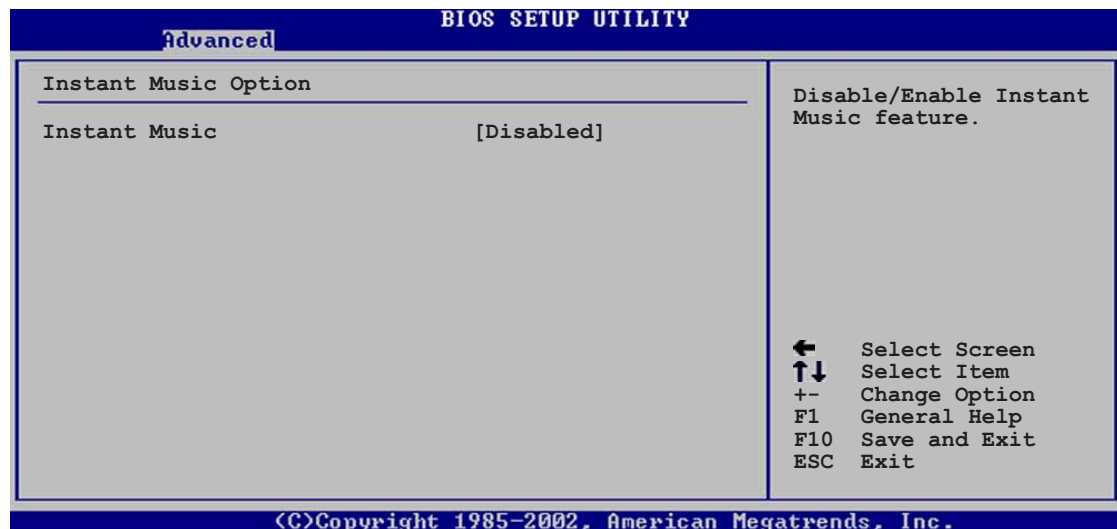 BIOS SETUP UTILITY
Advanced
Instant Music Option
Instant Music [Disabled]
Disable/Enable Instant
Music feature.
← Select Screen
↑↓ Select Item
+- Change Option
F1 General Help
F10 Save and Exit
ESC Exit
(C)Copyright 1985-2002, American Megatrends, Inc.